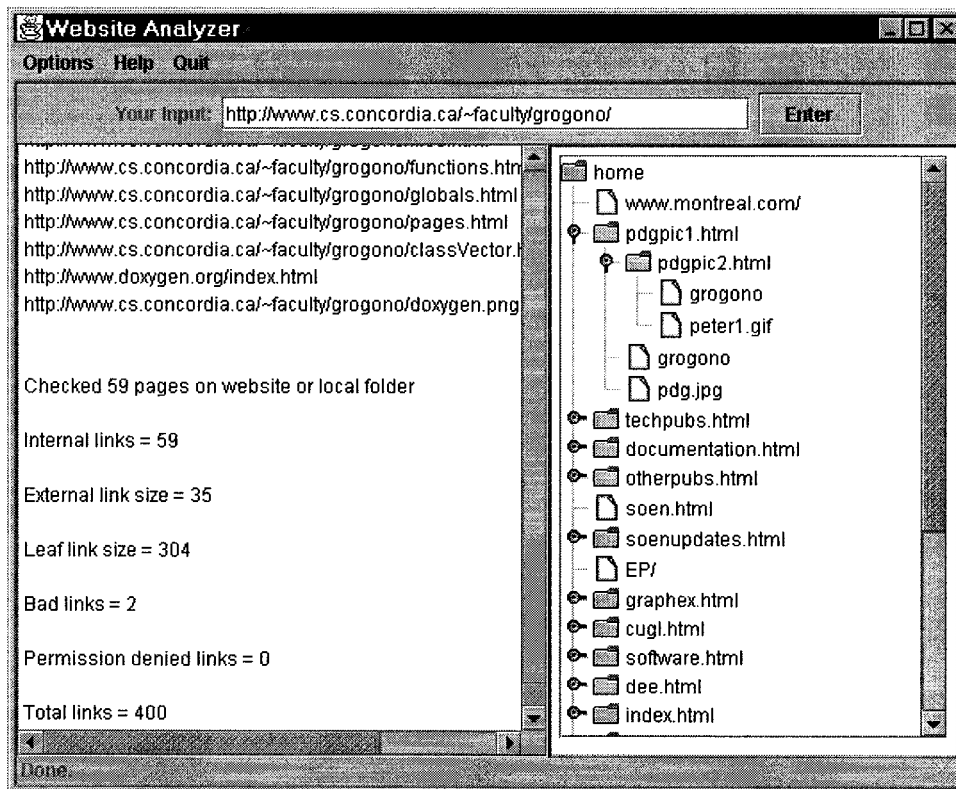 Website Analyzer
Options Help Quit
Your Input: http://www.cs.concordia.ca/~faculty/grogono/ Enter
http://www.cs.concordia.ca/~faculty/grogono/functions.htm
http://www.cs.concordia.ca/~faculty/grogono/globals.html
http://www.cs.concordia.ca/~faculty/grogono/pages.html
http://www.cs.concordia.ca/~faculty/grogono/classVector.h
http://www.doxygen.org/index.html
http://www.cs.concordia.ca/~faculty/grogono/doxygen.png
Checked 59 pages on website or local folder
Internal links = 59
External link size = 35
Leaf link size = 304
Bad links = 2
Permission denied links = 0
Total links = 400
home
www.montreal.com/
pdgpic1.html
pdgpic2.html
grogono
peter1.gif
grogono
pdg.jpg
techpubs.html
documentation.html
otherpubs.html
soen.html
soenupdates.html
EP/
graphex.html
cugl.html
software.html
dee.html
index.html
Done.